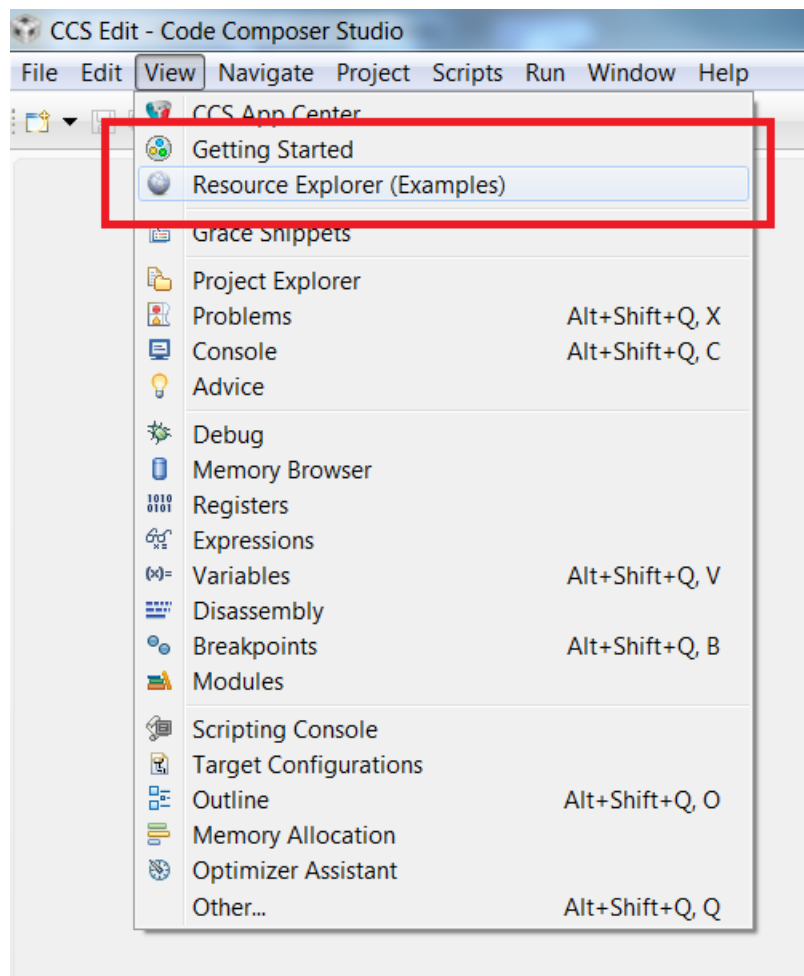 CCS Edit - Code Composer Studio
File Edit View Navigate Project Scripts Run Window Help
CCS App Center
Getting Started
Resource Explorer (Examples)
Grace Snippets
Project Explorer
Problems Alt+Shift+Q, X
Console Alt+Shift+Q, C
Advice
Debug
Memory Browser
1010
0101
Registers
Expressions
(x)= Variables Alt+Shift+Q, V
Disassembly
Breakpoints Alt+Shift+Q, B
Modules
Scripting Console
Target Configurations
Outline Alt+Shift+Q, O
Memory Allocation
Optimizer Assistant
Other... Alt+Shift+Q, Q